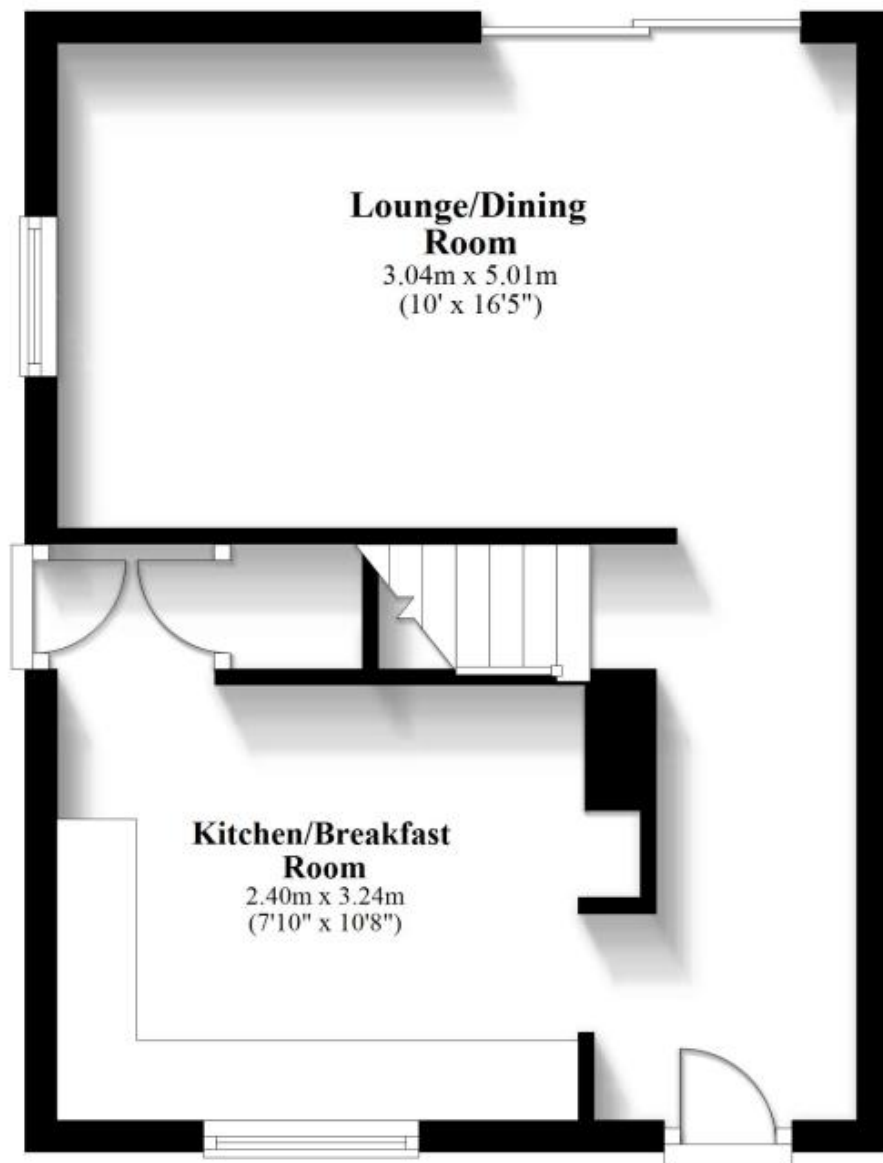 Lounge/Dining
Room
3.04m x 5.01m
(10' x 16'5")
Kitchen/Breakfast
Room
2.40m x 3.24m
(7'10" x 10'8")